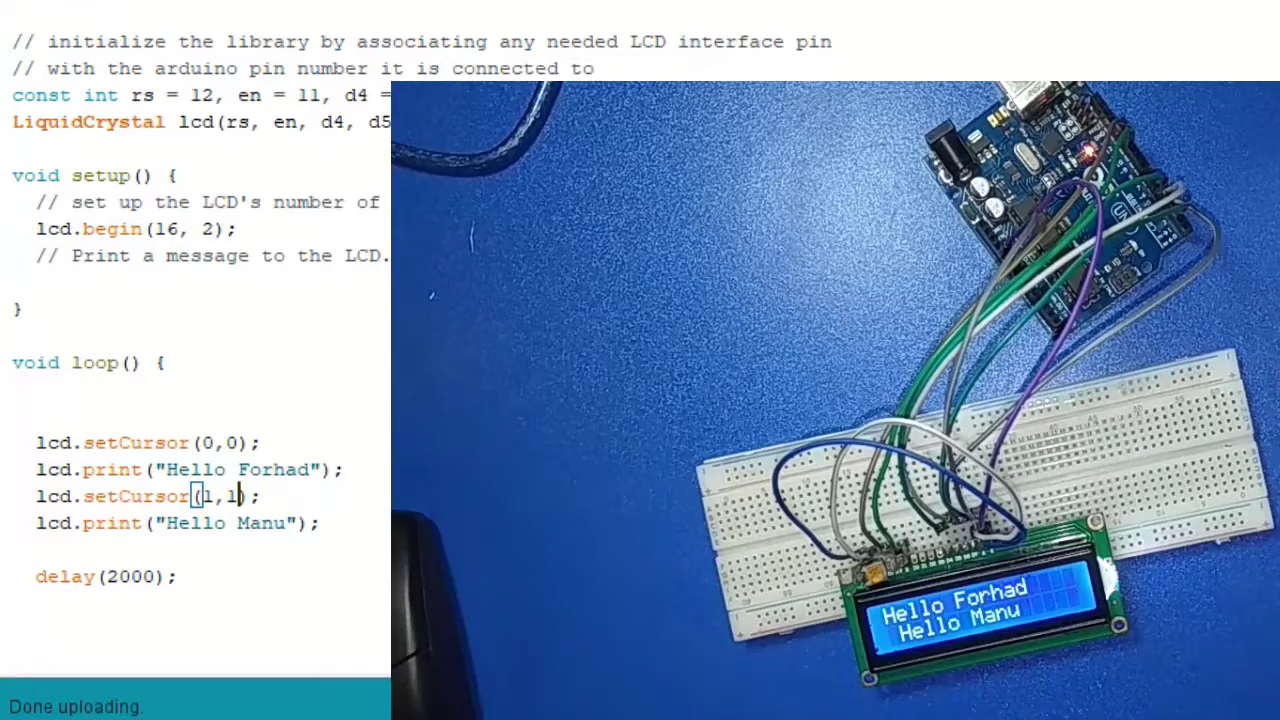 // initialize the library by associating any needed LCD interface pin
// with the arduino pin number it is connected to
const int rs = 12, en = 11, d4 =
LiquidCrystal lcd(rs, en, d4, d5
void setup() {
// set up the LCD's number of
lcd.begin(16, 2);
// Print a message to the LCD.
}
void loop() {
lcd.setCursor(0,0);
lcd.print("Hello Forhad");
lcd.setCursor(1,1);
lcd.print("Hello Manu");
delay(2000);
Done uploading.
Hello Forhad
Hello Manu